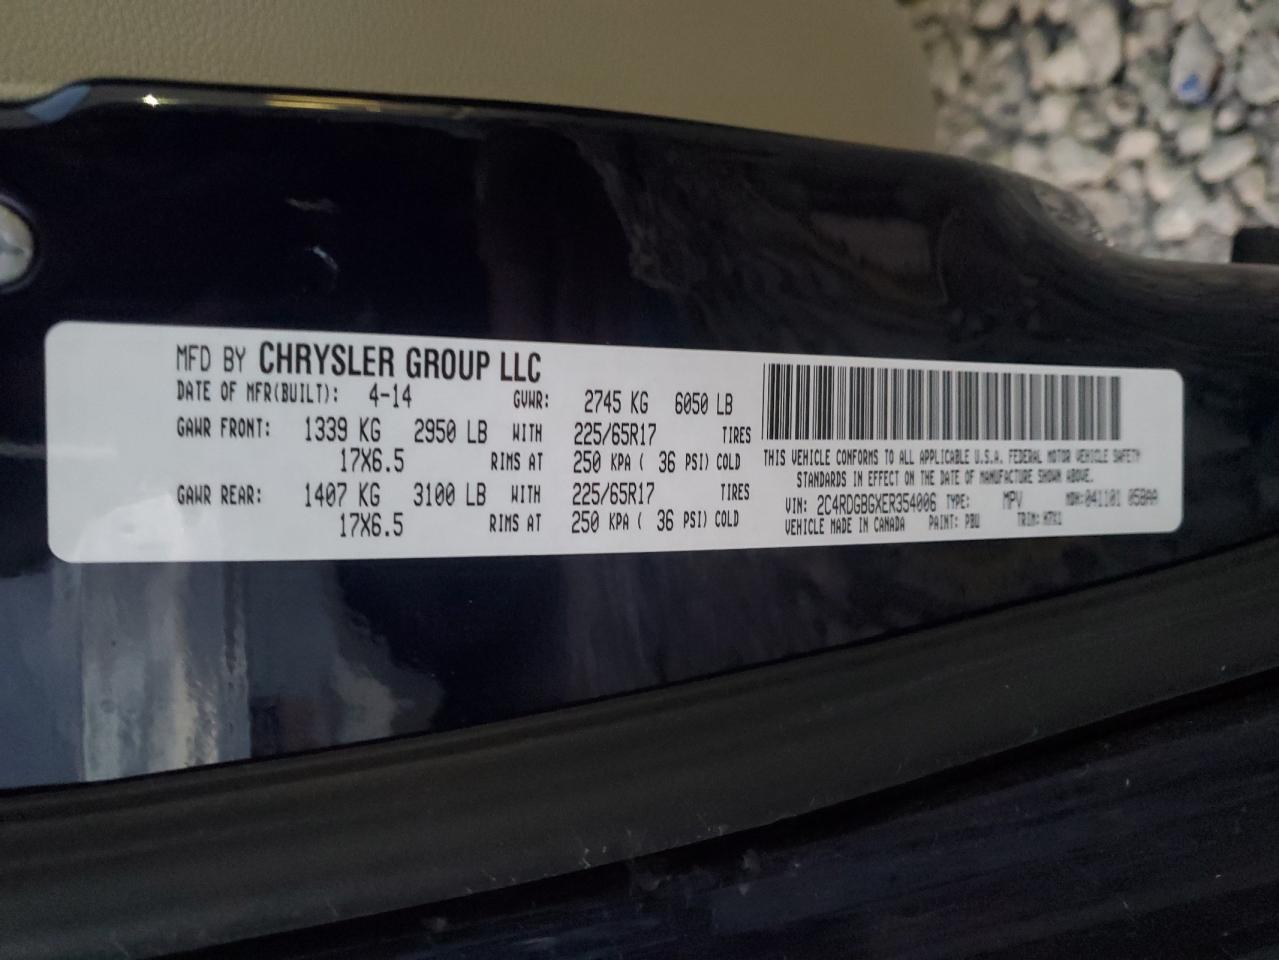 MFD BY CHRYSLER GROUP LLC
DATE OF MFR(BUILT): 4-14 GVWR: 2745 KG 6050 LB
GAWR FRONT: 1339 KG 2950 LB WITH 225/65R17 TIRES
17X6.5 RIMS AT 250 KPA ( 36 PSI) COLD
GAWR REAR: 1407 KG 3100 LB WITH 225/65R17 TIRES
17X6.5 RIMS AT 250 KPA ( 36 PSI) COLD
THIS VEHICLE CONFORMS TO ALL APPLICABLE U.S.A. FEDERAL MOTOR VEHICLE SAFETY
STANDARDS IN EFFECT ON THE DATE OF MANUFACTURE SHOWN ABOVE.
VIN: 2C4RDGBGXER354006 TYPE: MPV MDH: 041101 058AA
VEHICLE MADE IN CANADA PAINT: PBU TRIM: